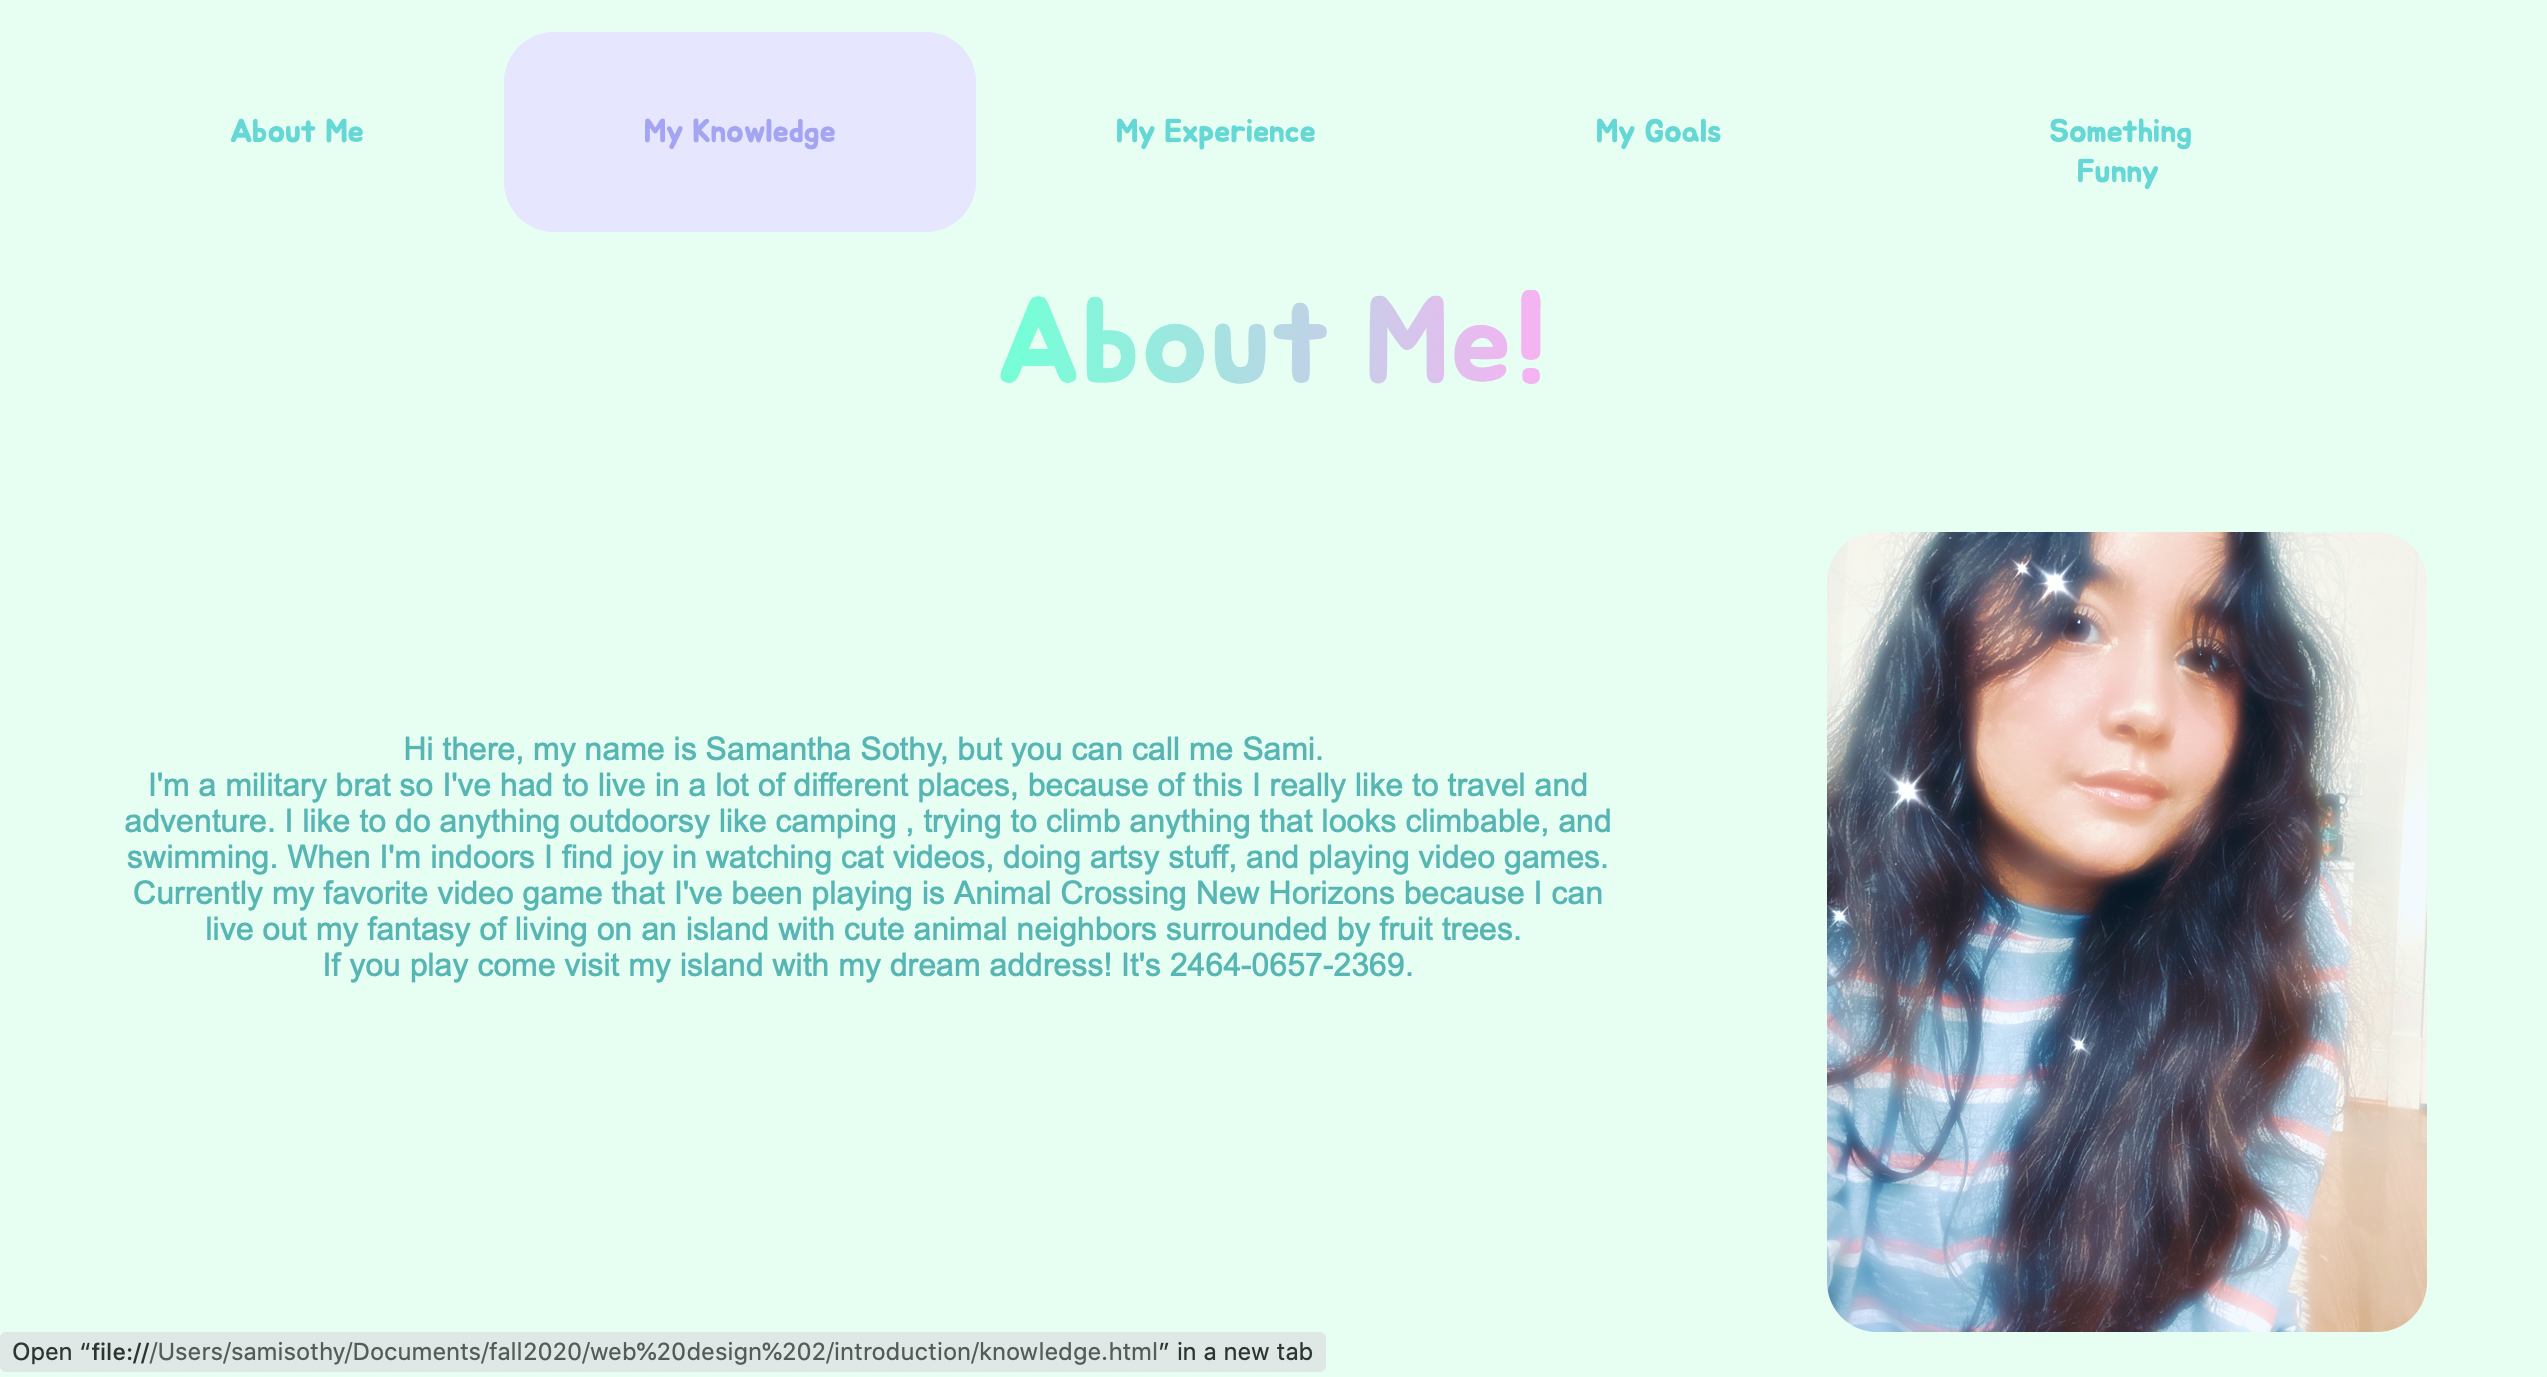 About Me
My Knowledge
My Experience
My Goals
Something
Funny
About Me!
Hi there, my name is Samantha Sothy, but you can call me Sami.
I'm a military brat so I've had to live in a lot of different places, because of this I really like to travel and
adventure. I like to do anything outdoorsy like camping , trying to climb anything that looks climbable, and
swimming. When I'm indoors I find joy in watching cat videos, doing artsy stuff, and playing video games.
Currently my favorite video game that I've been playing is Animal Crossing New Horizons because I can
live out my fantasy of living on an island with cute animal neighbors surrounded by fruit trees.
If you play come visit my island with my dream address! It's 2464-0657-2369.
Open “file:///Users/samisothy/Documents/fall2020/web%20design%202/introduction/knowledge.html” in a new tab